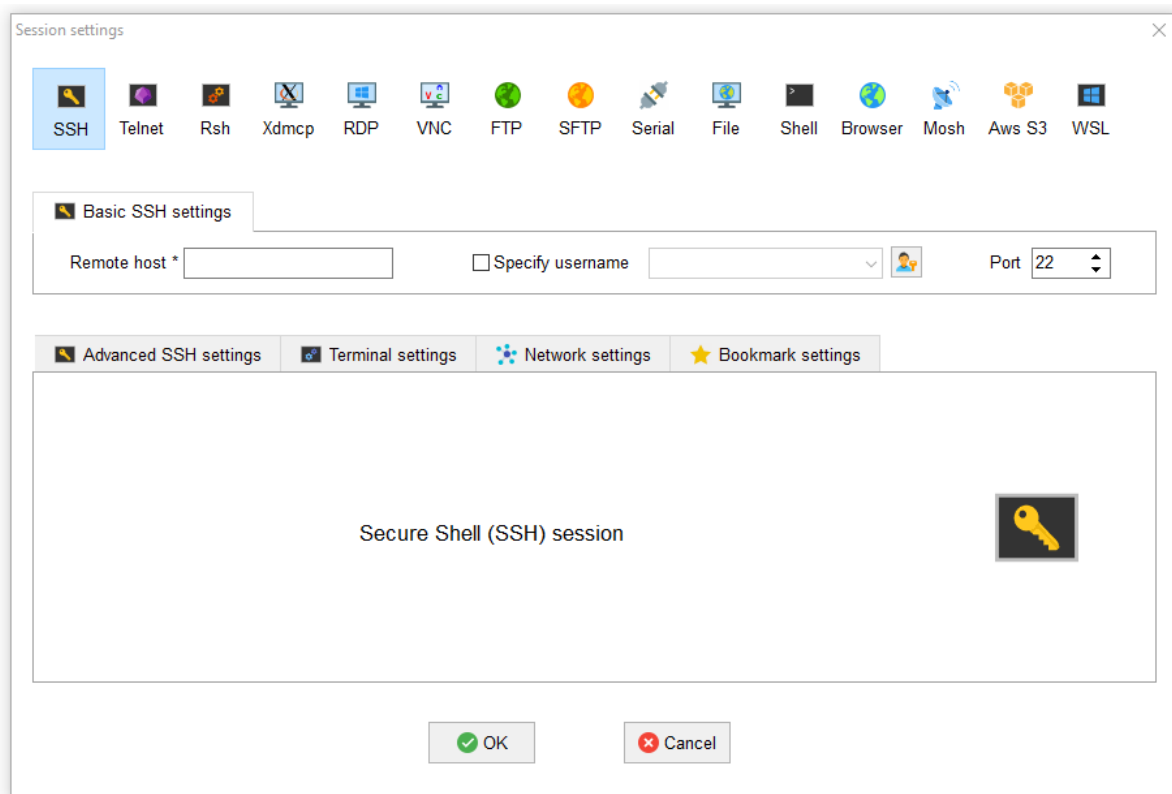 Session settings
SSH Telnet Rsh Xdmcp RDP VNC FTP SFTP Serial File Shell Browser Mosh Aws S3 WSL
Basic SSH settings
Remote host * Specify username Port 22
Advanced SSH settings Terminal settings Network settings Bookmark settings
Secure Shell (SSH) session
OK Cancel